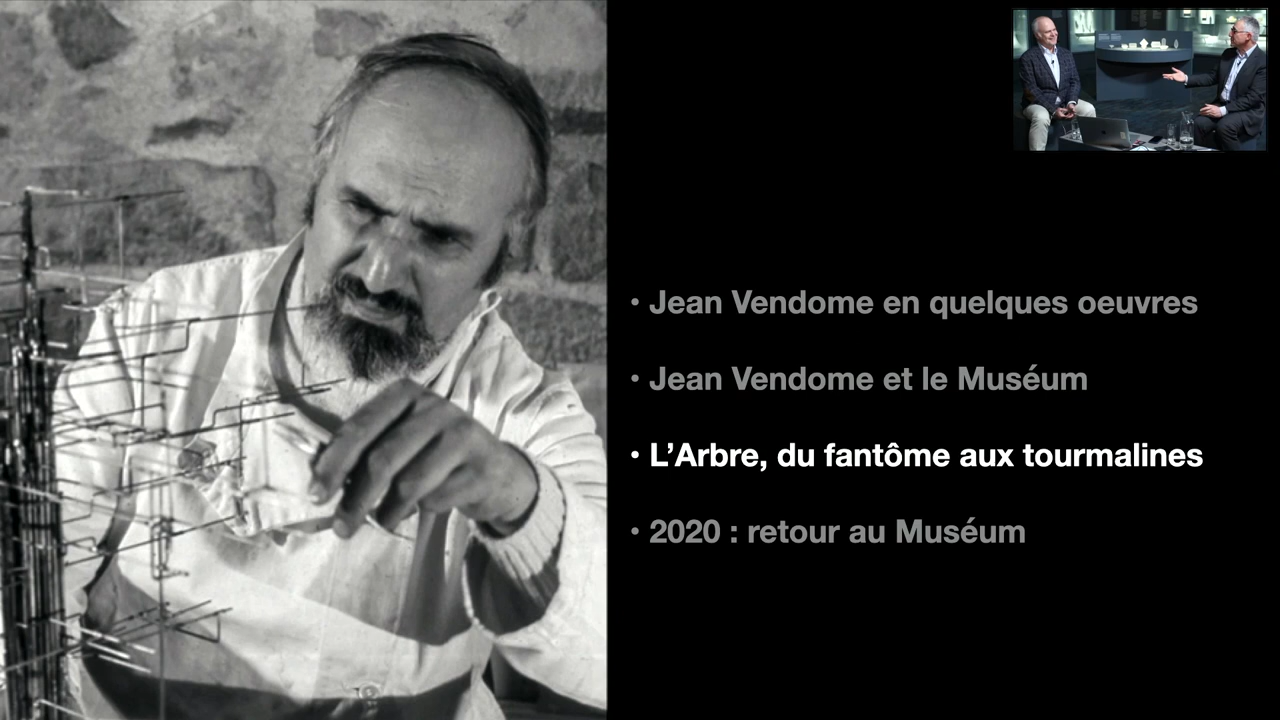 • Jean Vendome en quelques oeuvres
• Jean Vendome et le Muséum
• L’Arbre, du fantôme aux tourmalines
• 2020 : retour au Muséum